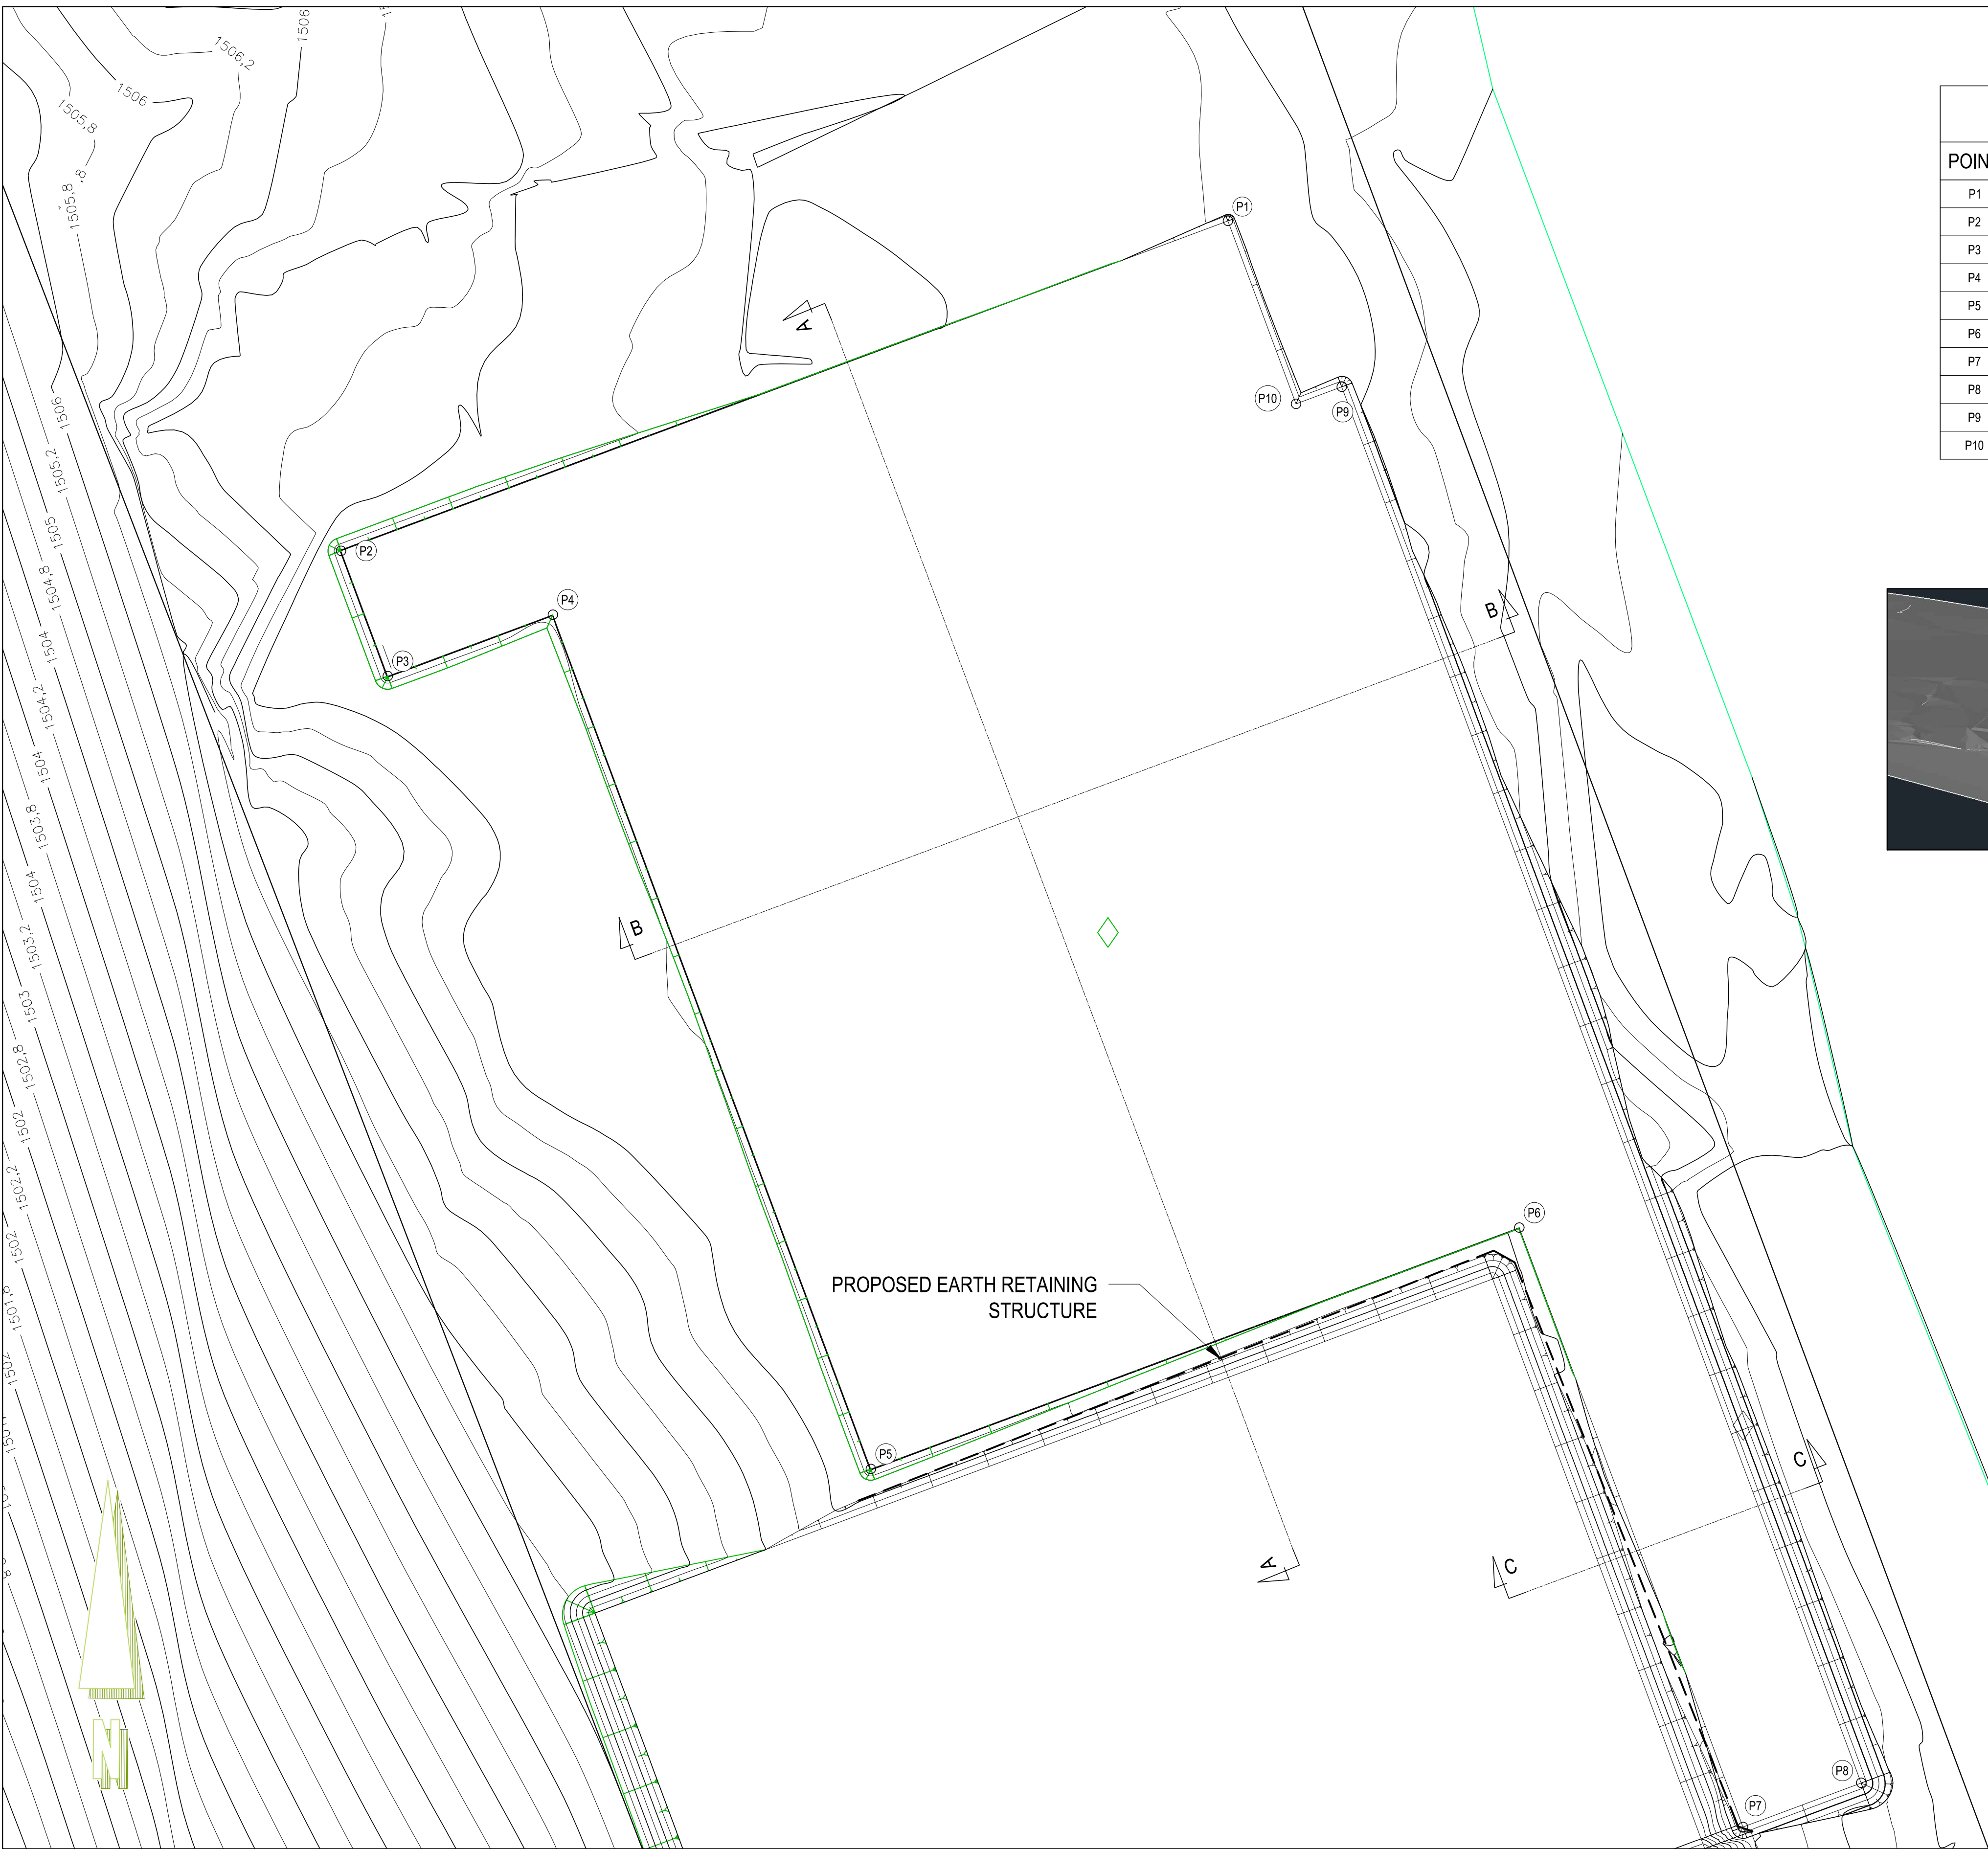 1506
1506,2
1506
1505,8
,8
1505,8
POIN
P1
P2
P3
P4
P5
P6
P7
P8
P9
P10
P1
A
P10
P9
1506
1505,2
P2
1505
P4
B
1504,8
1504
P3
1504,2
1504
1503,8
1504
B
1503,2
1503
1502,8
1502
1502,2
P6
1502
PROPOSED EARTH RETAINING
STRUCTURE
1501,8
1502
P5
C
A
C
N
P8
P7